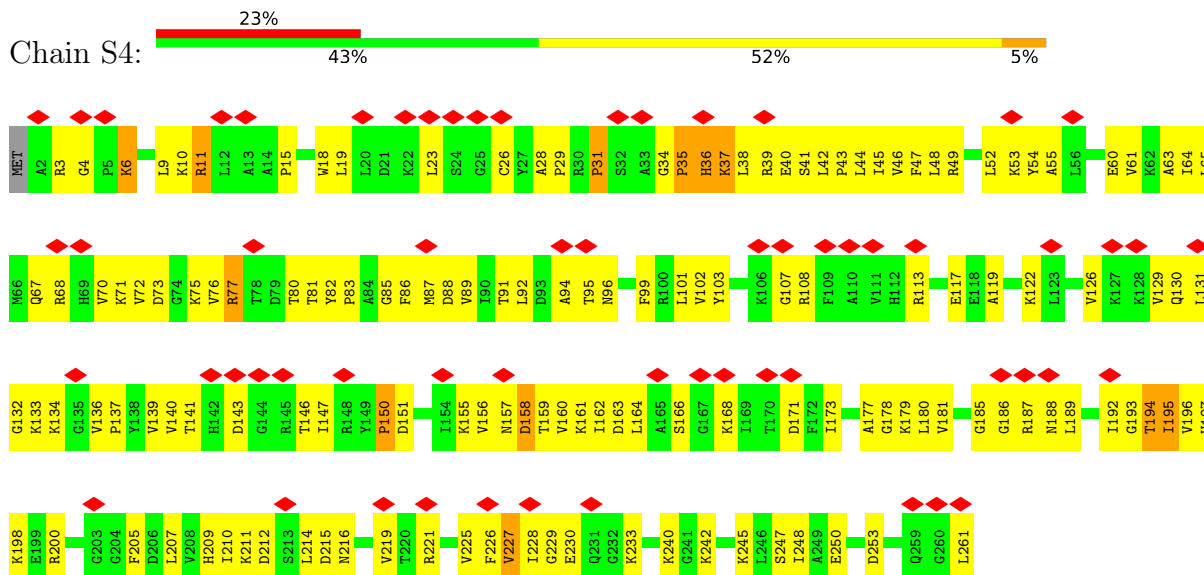 23%
Chain S4:
43% 52% 5%
MET A2 R3 G4 P5 K6 L9 K10 R11 L12 A13 A14 P15 W18 L19 L20 D21 K22 L23 S24 G25 C26 Y27 A28 P29 R30 P31 S32 A33 G34 P35 H36 K37 L38 R39 E40 S41 L42 P43 L44 I45 V46 F47 L48 R49 L52 K53 Y54 A55 L56 E60 V61 K62 A63 I64
M66 Q67 R68 H69 V70 K71 V72 D73 G74 K75 V76 R77 T78 D79 T80 T81 Y82 P83 A84 G85 F86 M87 D88 V89 I90 T91 L92 D93 A94 T95 N96 F99 R100 L101 V102 Y103 K106 G107 R108 F109 A110 V111 H112 R113 E117 E118 A119 K122 L123 V126 K127 K128 V129 Q130 L131
G132 K133 K134 G135 V136 P137 Y138 V139 V140 T141 H142 D143 G144 R145 T146 I147 R148 Y149 P150 D151 I154 K155 V156 N157 D158 T159 V160 K161 I162 D163 L164 A165 S166 G167 K168 I169 T170 D171 F172 I173 A177 G178 K179 L180 V181 G185 G186 R187 N188 L189 I192 G193 T194 I195 V196
K198 E199 R200 G203 G204 F205 D206 L207 V208 H209 I210 K211 D212 S213 L214 D215 N216 V219 T220 R221 V225 F226 V227 I228 G229 E230 Q231 G232 K233 K240 G241 K242 K245 L246 S247 I248 A249 E250 D253 Q259 G260 L261